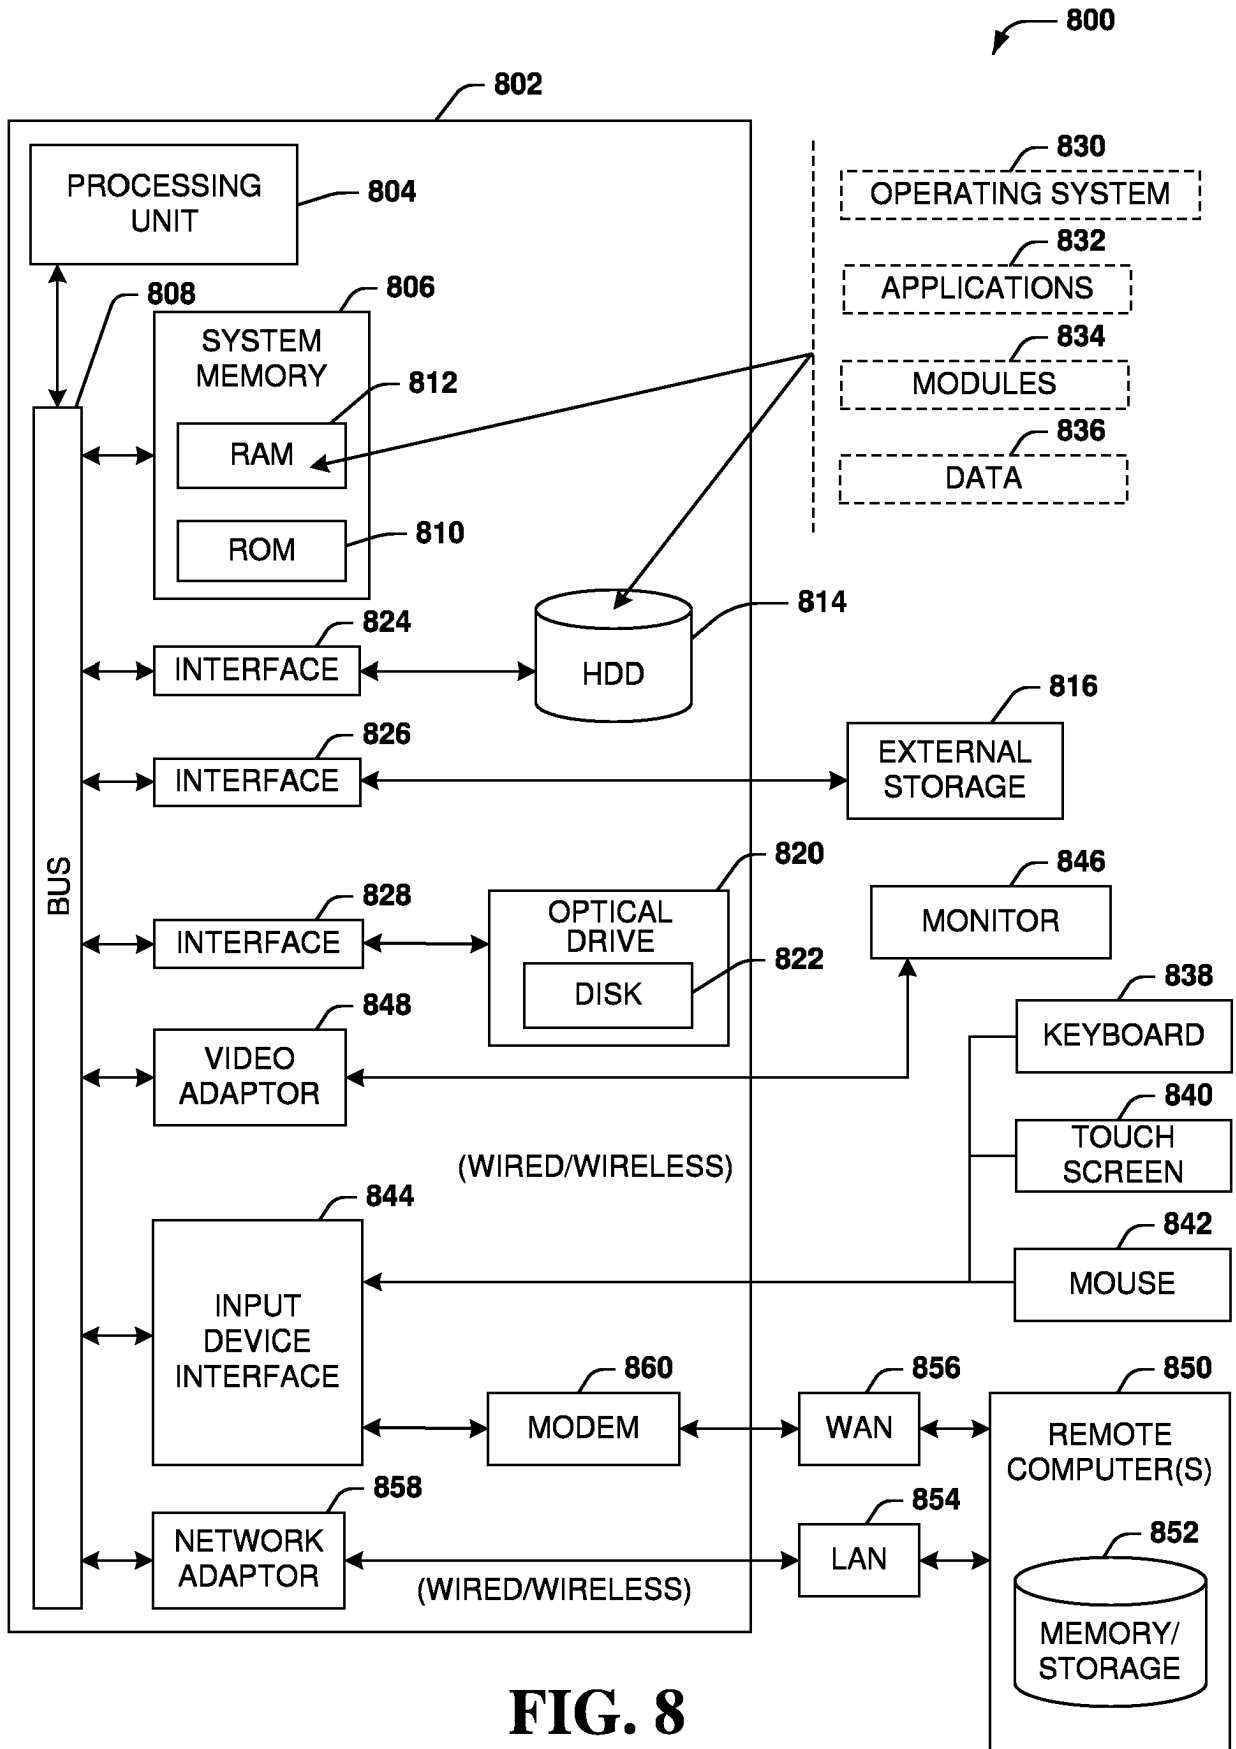 800
802
PROCESSING
UNIT
804
830
OPERATING SYSTEM
832
APPLICATIONS
834
MODULES
836
DATA
808
806
SYSTEM
MEMORY
812
RAM
810
ROM
814
HDD
824
INTERFACE
816
EXTERNAL
STORAGE
826
INTERFACE
BUS
820
OPTICAL
DRIVE
822
DISK
828
INTERFACE
846
MONITOR
848
VIDEO
ADAPTOR
838
KEYBOARD
840
TOUCH
SCREEN
(WIRED/WIRELESS)
842
MOUSE
844
INPUT
DEVICE
INTERFACE
860
MODEM
856
WAN
850
REMOTE
COMPUTER(S)
858
NETWORK
ADAPTOR
(WIRED/WIRELESS)
854
LAN
852
MEMORY/
STORAGE
FIG. 8